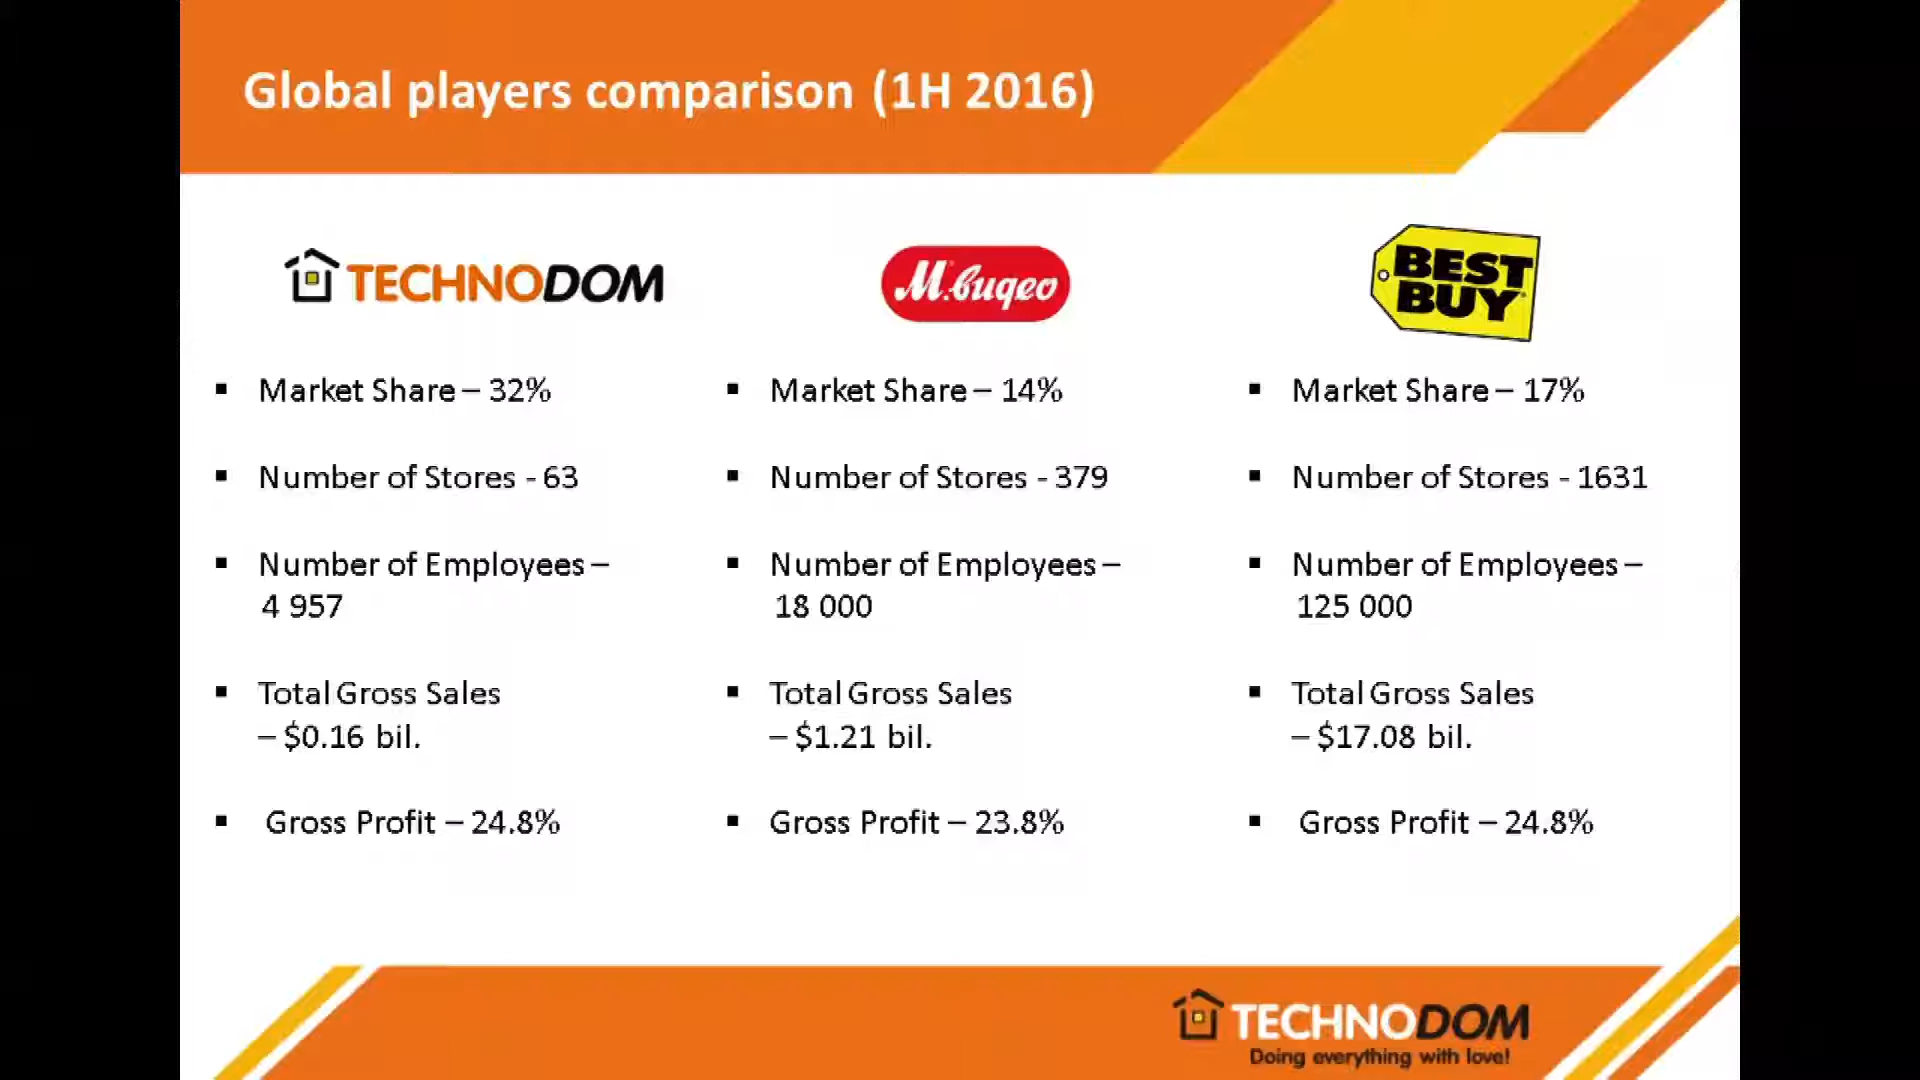 Global players comparison (1H 2016)
TECHNODOM
▪ Market Share – 32%
▪ Number of Stores - 63
▪ Number of Employees –
4 957
▪ Total Gross Sales
– $0.16 bil.
▪ Gross Profit – 24.8%
М.видео
▪ Market Share – 14%
▪ Number of Stores - 379
▪ Number of Employees –
18 000
▪ Total Gross Sales
– $1.21 bil.
▪ Gross Profit – 23.8%
BEST
BUY
▪ Market Share – 17%
▪ Number of Stores - 1631
▪ Number of Employees –
125 000
▪ Total Gross Sales
– $17.08 bil.
▪ Gross Profit – 24.8%
TECHNODOM
Doing everything with love!